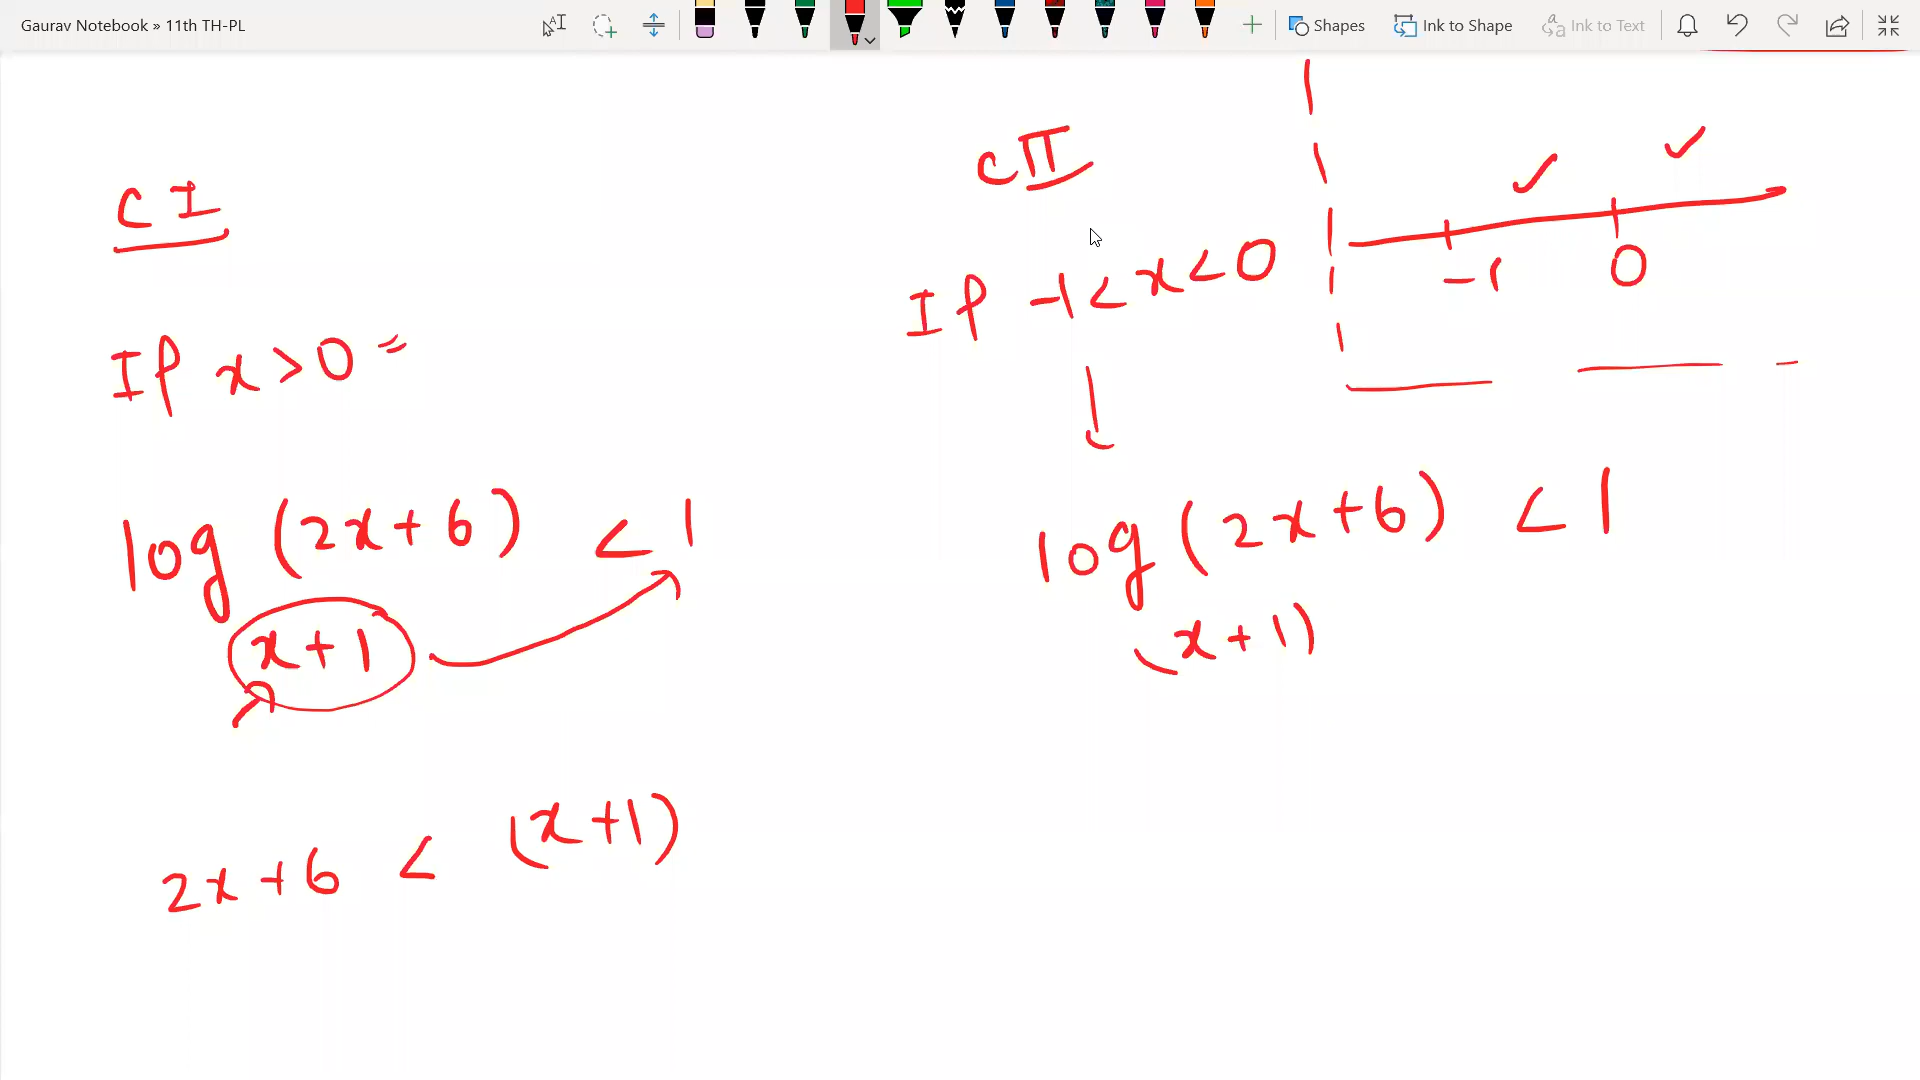 Gaurav Notebook » 11th TH-PL
Shapes
Ink to Shape
Ink to Text
C I
If x > 0 =
log (2x+6) < 1
x+1
2x+6 < (x+1)
C II
If -1 < x < 0
-1 0
log (2x+6) < 1
(x+1)